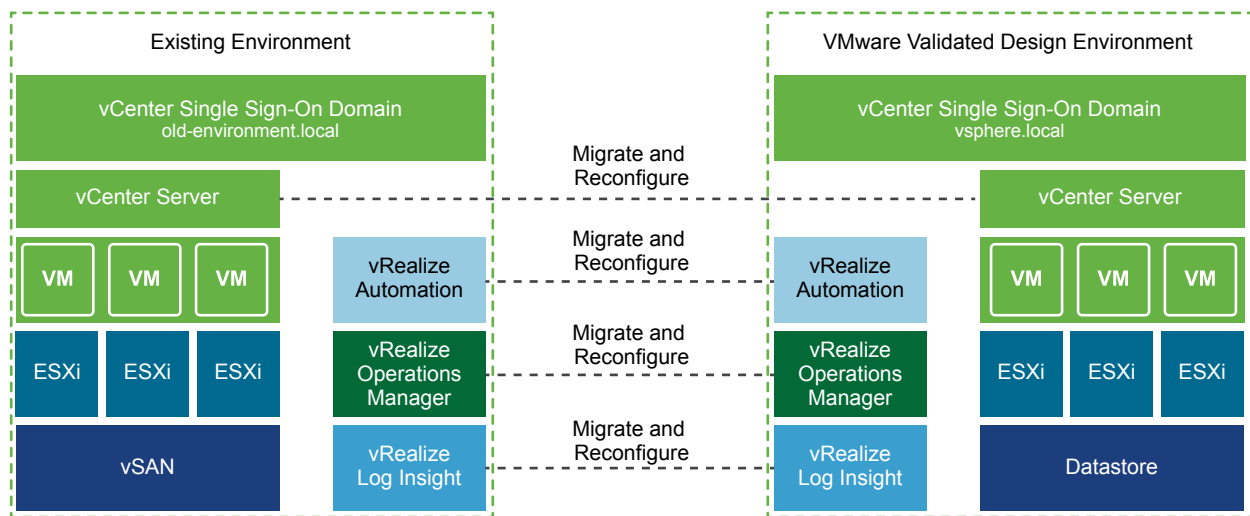 Existing Environment
vCenter Single Sign-On Domain
old-environment.local
vCenter Server
VM VM VM
ESXi ESXi ESXi
vSAN
vRealize
Automation
vRealize
Operations
Manager
vRealize
Log Insight
Migrate and
Reconfigure
Migrate and
Reconfigure
Migrate and
Reconfigure
Migrate and
Reconfigure
VMware Validated Design Environment
vCenter Single Sign-On Domain
vsphere.local
vRealize
Automation
vRealize
Operations
Manager
vRealize
Log Insight
vCenter Server
VM VM VM
ESXi ESXi ESXi
Datastore